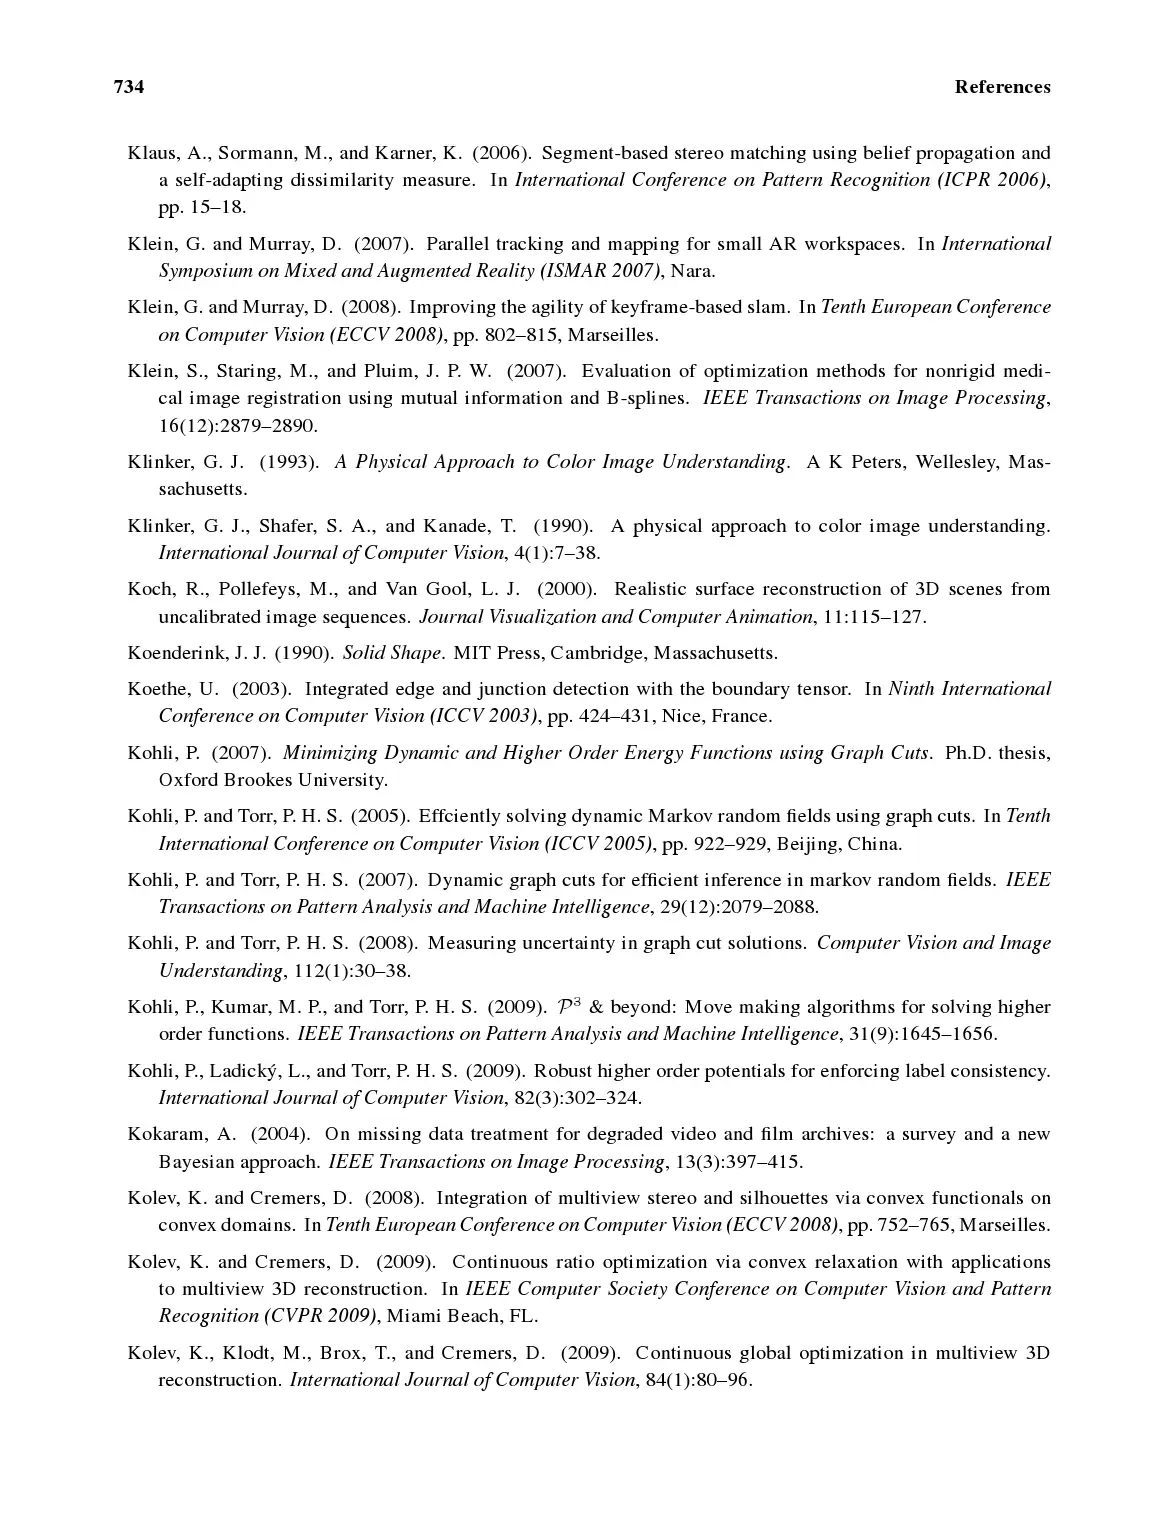 734 References
Klaus, A., Sormann, M., and Karner, K. (2006). Segment-based stereo matching using belief propagation and
a self-adapting dissimilarity measure. In International Conference on Pattern Recognition (ICPR 2006),
pp. 15–18.
Klein, G. and Murray, D. (2007). Parallel tracking and mapping for small AR workspaces. In International
Symposium on Mixed and Augmented Reality (ISMAR 2007), Nara.
Klein, G. and Murray, D. (2008). Improving the agility of keyframe-based slam. In Tenth European Conference
on Computer Vision (ECCV 2008), pp. 802–815, Marseilles.
Klein, S., Staring, M., and Pluim, J. P. W. (2007). Evaluation of optimization methods for nonrigid medi-
cal image registration using mutual information and B-splines. IEEE Transactions on Image Processing,
16(12):2879–2890.
Klinker, G. J. (1993). A Physical Approach to Color Image Understanding. A K Peters, Wellesley, Mas-
sachusetts.
Klinker, G. J., Shafer, S. A., and Kanade, T. (1990). A physical approach to color image understanding.
International Journal of Computer Vision, 4(1):7–38.
Koch, R., Pollefeys, M., and Van Gool, L. J. (2000). Realistic surface reconstruction of 3D scenes from
uncalibrated image sequences. Journal Visualization and Computer Animation, 11:115–127.
Koenderink, J. J. (1990). Solid Shape. MIT Press, Cambridge, Massachusetts.
Koethe, U. (2003). Integrated edge and junction detection with the boundary tensor. In Ninth International
Conference on Computer Vision (ICCV 2003), pp. 424–431, Nice, France.
Kohli, P. (2007). Minimizing Dynamic and Higher Order Energy Functions using Graph Cuts. Ph.D. thesis,
Oxford Brookes University.
Kohli, P. and Torr, P. H. S. (2005). Effciently solving dynamic Markov random fields using graph cuts. In Tenth
International Conference on Computer Vision (ICCV 2005), pp. 922–929, Beijing, China.
Kohli, P. and Torr, P. H. S. (2007). Dynamic graph cuts for efficient inference in markov random fields. IEEE
Transactions on Pattern Analysis and Machine Intelligence, 29(12):2079–2088.
Kohli, P. and Torr, P. H. S. (2008). Measuring uncertainty in graph cut solutions. Computer Vision and Image
Understanding, 112(1):30–38.
Kohli, P., Kumar, M. P., and Torr, P. H. S. (2009). P³ & beyond: Move making algorithms for solving higher
order functions. IEEE Transactions on Pattern Analysis and Machine Intelligence, 31(9):1645–1656.
Kohli, P., Ladický, L., and Torr, P. H. S. (2009). Robust higher order potentials for enforcing label consistency.
International Journal of Computer Vision, 82(3):302–324.
Kokaram, A. (2004). On missing data treatment for degraded video and film archives: a survey and a new
Bayesian approach. IEEE Transactions on Image Processing, 13(3):397–415.
Kolev, K. and Cremers, D. (2008). Integration of multiview stereo and silhouettes via convex functionals on
convex domains. In Tenth European Conference on Computer Vision (ECCV 2008), pp. 752–765, Marseilles.
Kolev, K. and Cremers, D. (2009). Continuous ratio optimization via convex relaxation with applications
to multiview 3D reconstruction. In IEEE Computer Society Conference on Computer Vision and Pattern
Recognition (CVPR 2009), Miami Beach, FL.
Kolev, K., Klodt, M., Brox, T., and Cremers, D. (2009). Continuous global optimization in multiview 3D
reconstruction. International Journal of Computer Vision, 84(1):80–96.